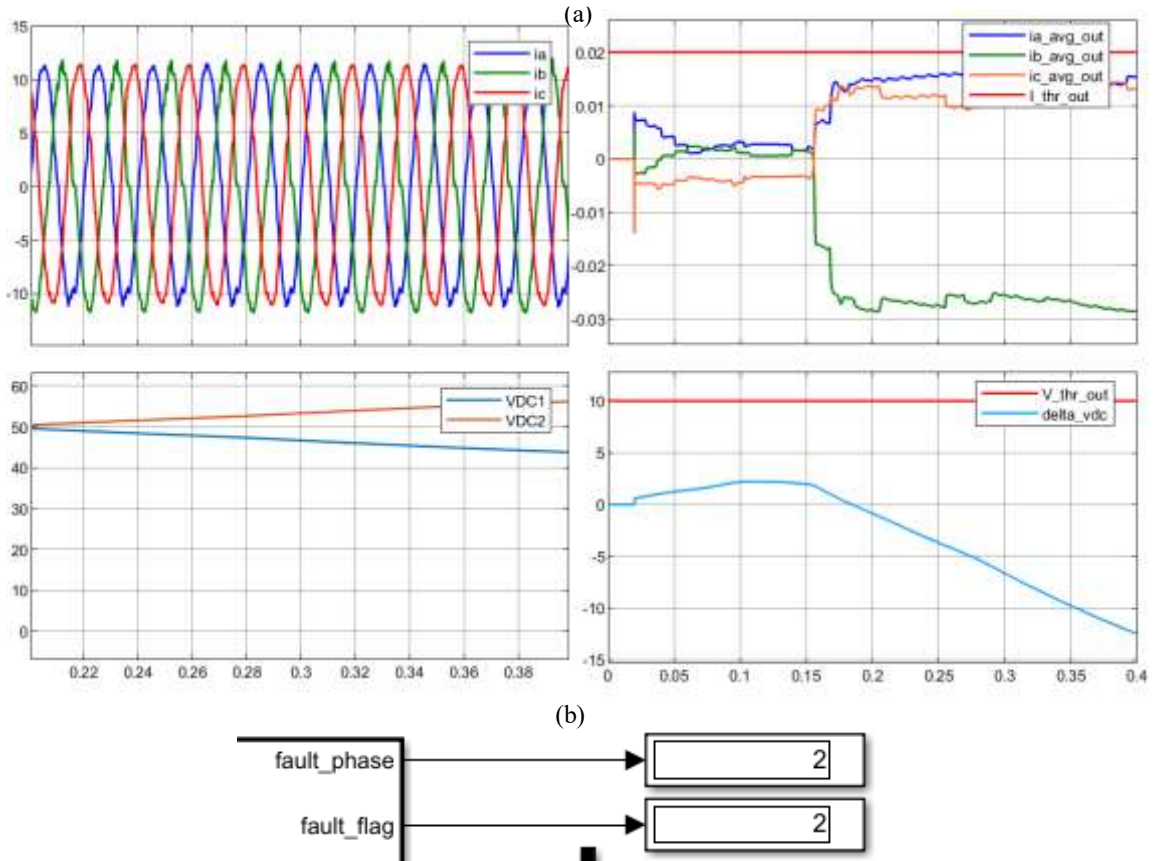 (a)
15
10
5
0
-5
-10
ia
ib
ic
0.02
0.01
0
-0.01
-0.02
-0.03
ia_avg_out
ib_avg_out
ic_avg_out
I_thr_out
60
50
40
30
20
10
0
VDC1
VDC2
0.22 0.24 0.26 0.28 0.3 0.32 0.34 0.36 0.38
10
5
0
-5
-10
-15
V_thr_out
delta_vdc
0 0.05 0.1 0.15 0.2 0.25 0.3 0.35 0.4
(b)
fault_phase 2
fault_flag 2